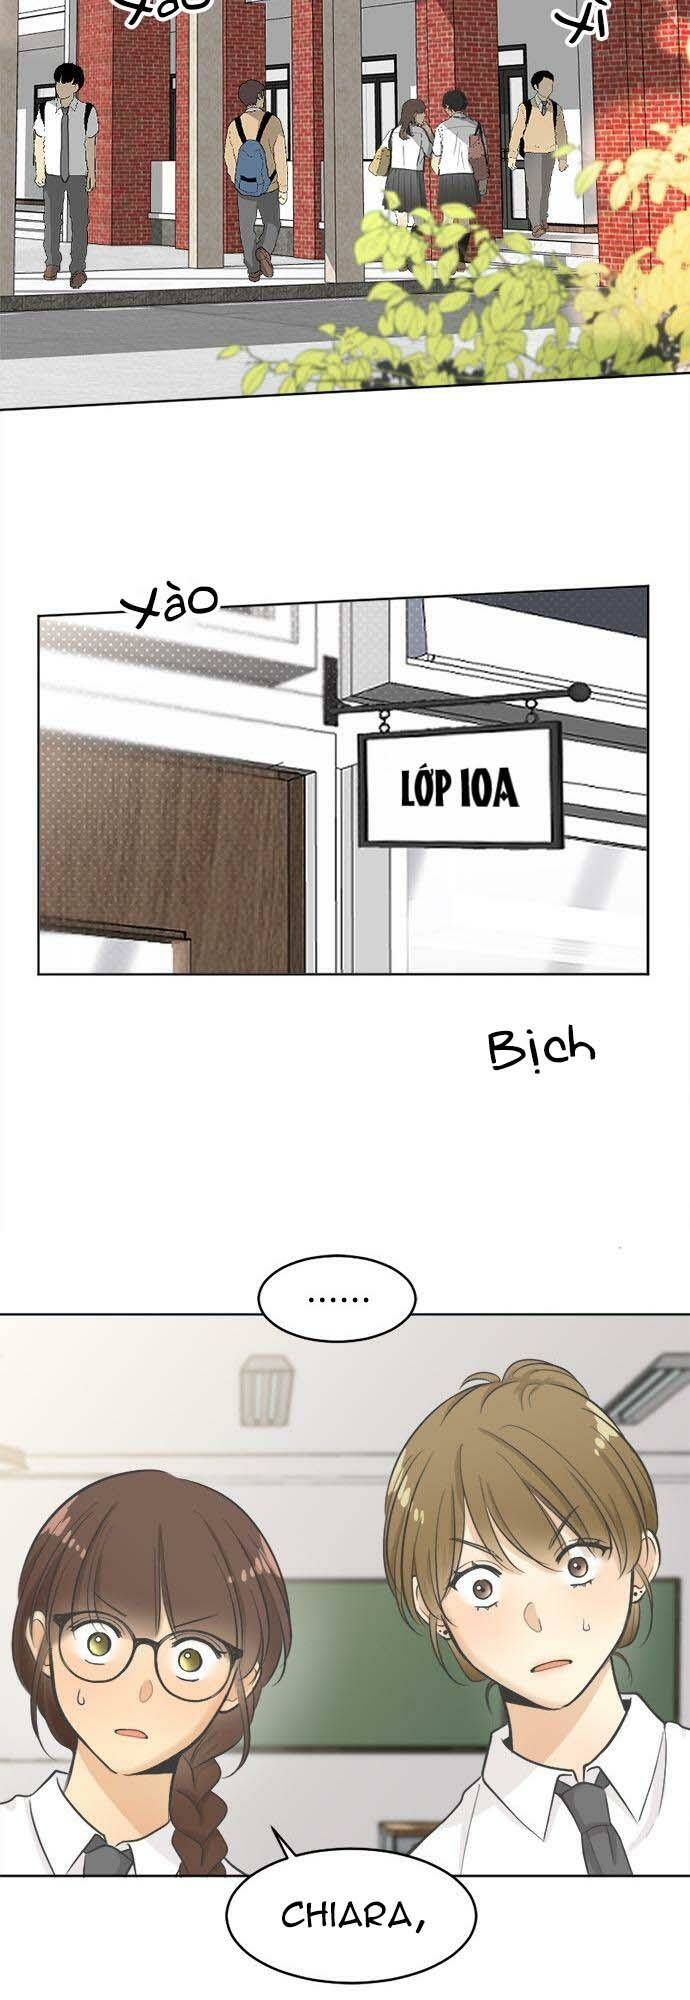 Xào
Xì
Xào
LỚP 10A
Bịch
......
CHIARA,